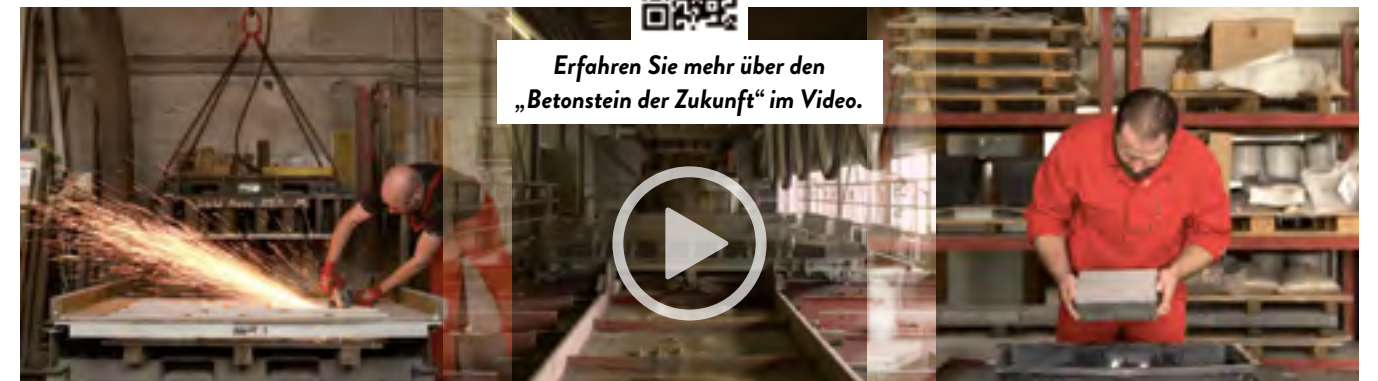 Erfahren Sie mehr über den
„Betonstein der Zukunft“ im Video.